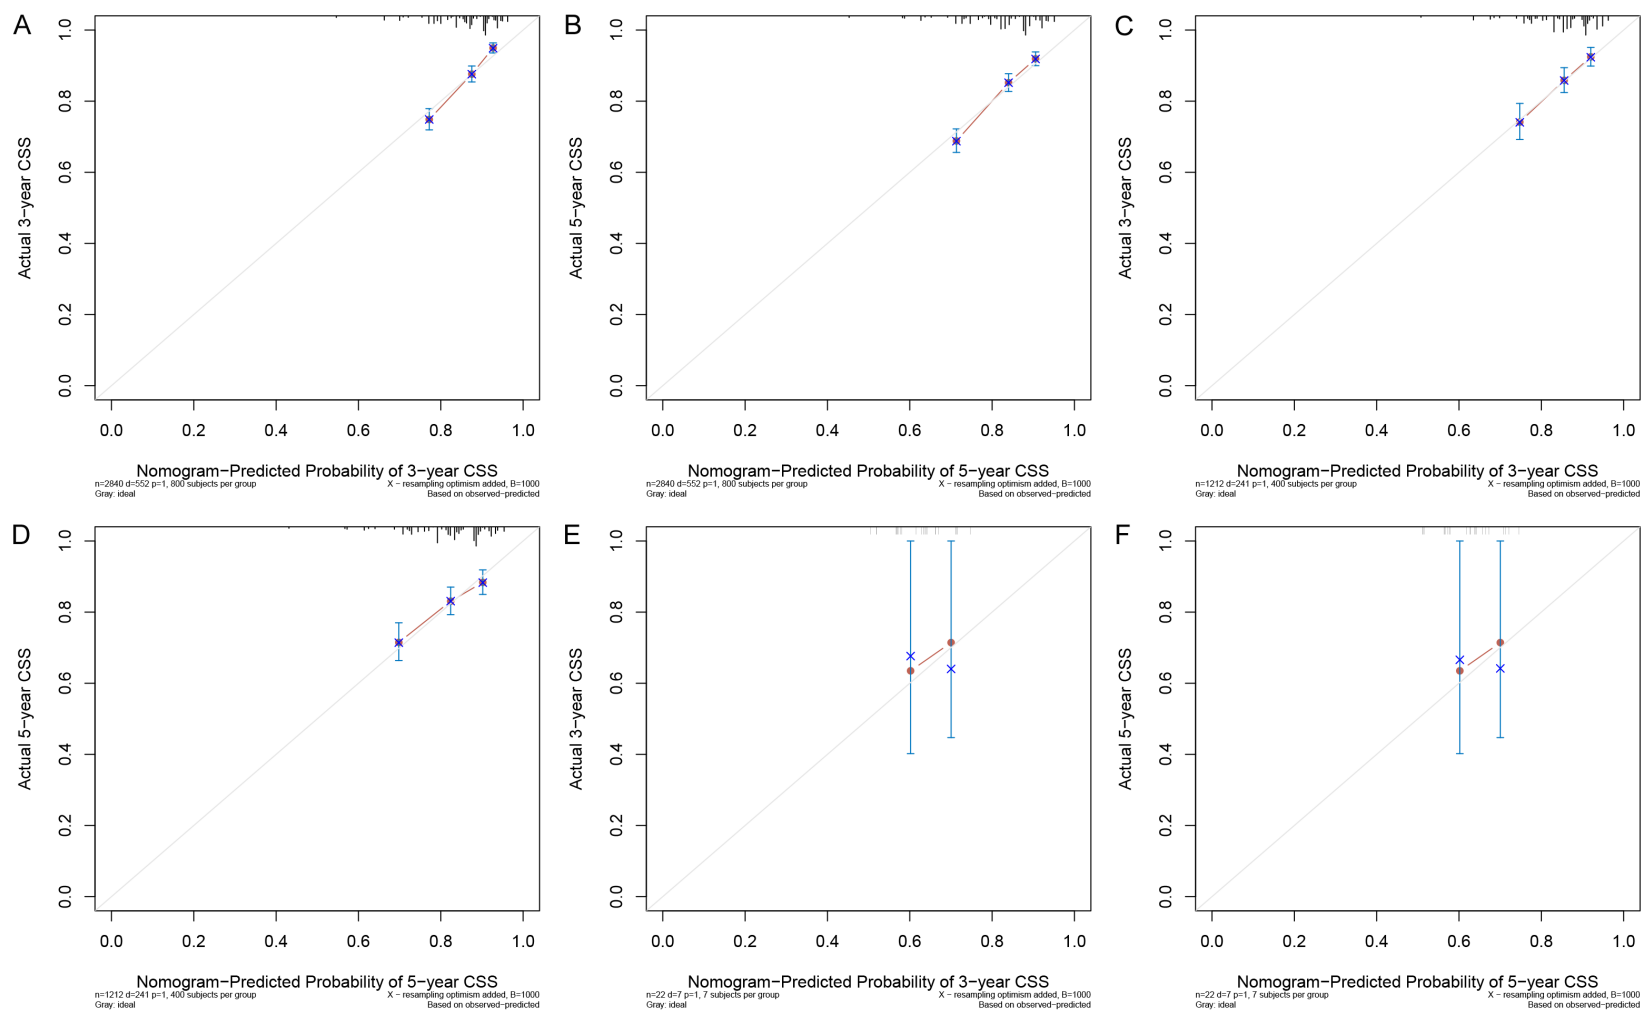 A
Actual 3−year CSS
1.0
0.8
0.6
0.4
0.2
0.0
0.0 0.2 0.4 0.6 0.8 1.0
Nomogram−Predicted Probability of 3−year CSS
n=2840 d=552 p=1, 800 subjects per group
Gray: ideal
X − resampling optimism added, B=1000
Based on observed−predicted
B
Actual 5−year CSS
1.0
0.8
0.6
0.4
0.2
0.0
0.0 0.2 0.4 0.6 0.8 1.0
Nomogram−Predicted Probability of 5−year CSS
n=2840 d=552 p=1, 800 subjects per group
Gray: ideal
X − resampling optimism added, B=1000
Based on observed−predicted
C
Actual 3−year CSS
1.0
0.8
0.6
0.4
0.2
0.0
0.0 0.2 0.4 0.6 0.8 1.0
Nomogram−Predicted Probability of 3−year CSS
n=1212 d=241 p=1, 400 subjects per group
Gray: ideal
X − resampling optimism added, B=1000
Based on observed−predicted
D
Actual 5−year CSS
1.0
0.8
0.6
0.4
0.2
0.0
0.0 0.2 0.4 0.6 0.8 1.0
Nomogram−Predicted Probability of 5−year CSS
n=1212 d=241 p=1, 400 subjects per group
Gray: ideal
X − resampling optimism added, B=1000
Based on observed−predicted
E
Actual 3−year CSS
1.0
0.8
0.6
0.4
0.2
0.0
0.0 0.2 0.4 0.6 0.8 1.0
Nomogram−Predicted Probability of 3−year CSS
n=22 d=7 p=1, 7 subjects per group
Gray: ideal
X − resampling optimism added, B=1000
Based on observed−predicted
F
Actual 5−year CSS
1.0
0.8
0.6
0.4
0.2
0.0
0.0 0.2 0.4 0.6 0.8 1.0
Nomogram−Predicted Probability of 5−year CSS
n=22 d=7 p=1, 7 subjects per group
Gray: ideal
X − resampling optimism added, B=1000
Based on observed−predicted